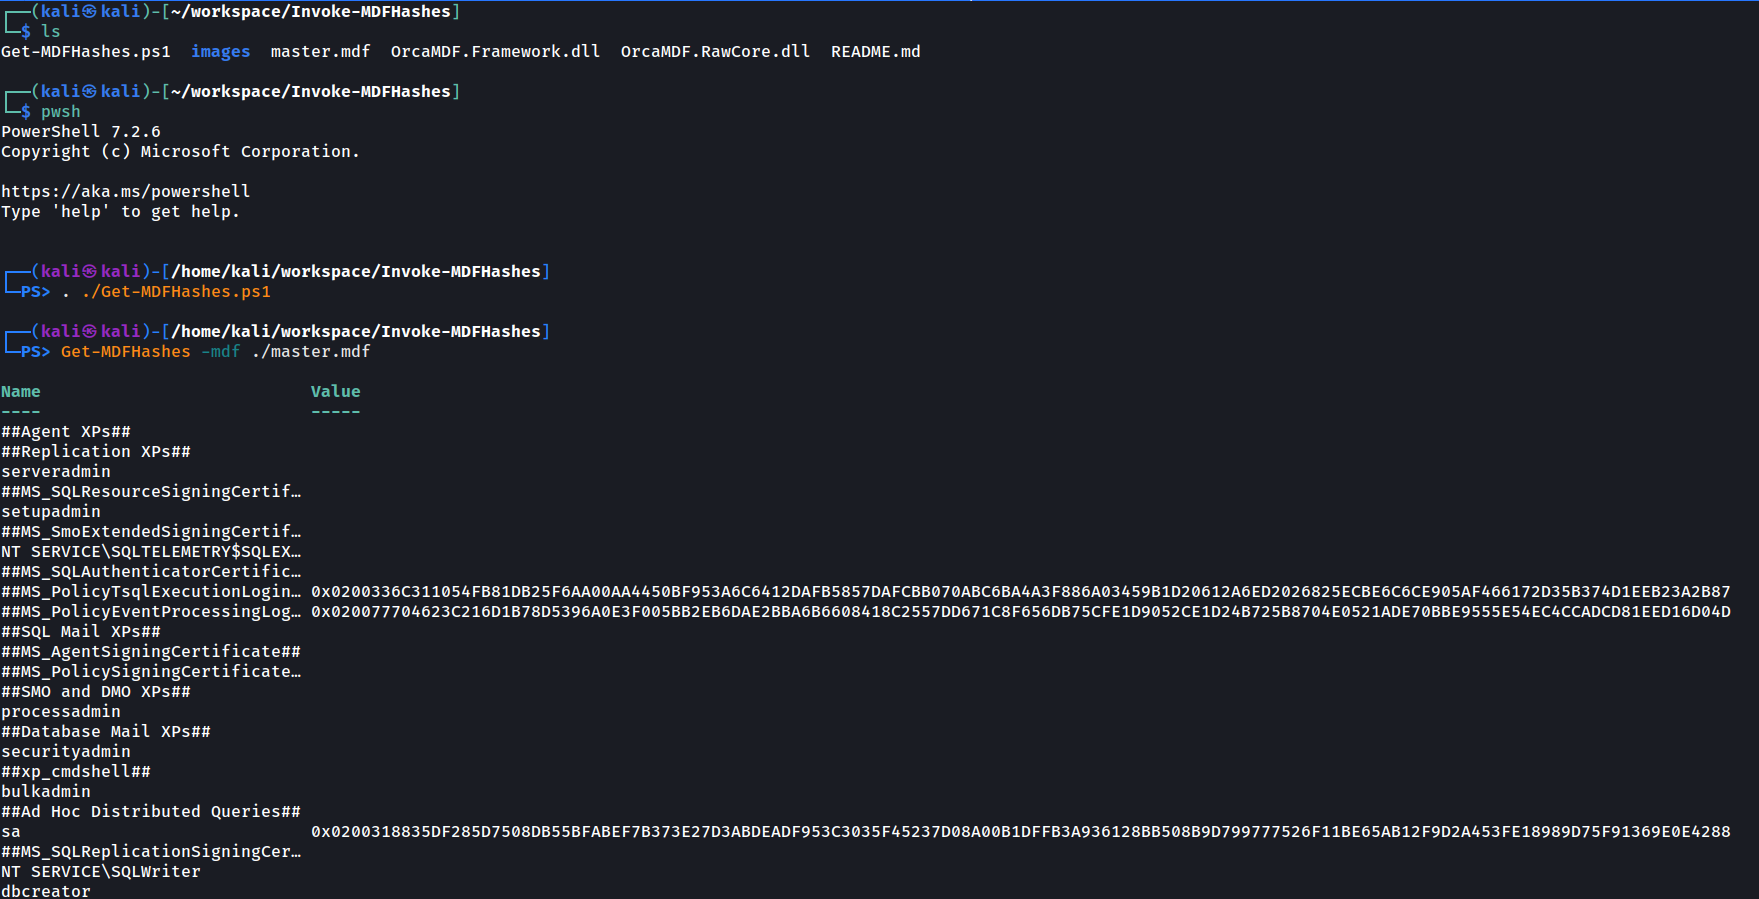 ┌──(kali㉿kali)-[~/workspace/Invoke-MDFHashes]
└─$ ls
Get-MDFHashes.ps1  images  master.mdf  OrcaMDF.Framework.dll  OrcaMDF.RawCore.dll  README.md
┌──(kali㉿kali)-[~/workspace/Invoke-MDFHashes]
└─$ pwsh
PowerShell 7.2.6
Copyright (c) Microsoft Corporation.
https://aka.ms/powershell
Type 'help' to get help.
┌──(kali㉿kali)-[/home/kali/workspace/Invoke-MDFHashes]
└─PS> . ./Get-MDFHashes.ps1
┌──(kali㉿kali)-[/home/kali/workspace/Invoke-MDFHashes]
└─PS> Get-MDFHashes -mdf ./master.mdf
Name                           Value
----                           -----
##Agent XPs##
##Replication XPs##
serveradmin
##MS_SQLResourceSigningCertif…
setupadmin
##MS_SmoExtendedSigningCertif…
NT SERVICE\SQLTELEMETRY$SQLEX…
##MS_SQLAuthenticatorCertific…
##MS_PolicyTsqlExecutionLogin… 0x0200336C311054FB81DB25F6AA00AA4450BF953A6C6412DAFB5857DAFCBB070ABC6BA4A3F886A03459B1D20612A6ED2026825ECBE6C6CE905AF466172D35B374D1EEB23A2B87
##MS_PolicyEventProcessingLog… 0x020077704623C216D1B78D5396A0E3F005BB2EB6DAE2BBA6B6608418C2557DD671C8F656DB75CFE1D9052CE1D24B725B8704E0521ADE70BBE9555E54EC4CCADCD81EED16D04D
##SQL Mail XPs##
##MS_AgentSigningCertificate##
##MS_PolicySigningCertificate…
##SMO and DMO XPs##
processadmin
##Database Mail XPs##
securityadmin
##xp_cmdshell##
bulkadmin
##Ad Hoc Distributed Queries##
sa                             0x0200318835DF285D7508DB55BFABEF7B373E27D3ABDEADF953C3035F45237D08A00B1DFFB3A936128BB508B9D799777526F11BE65AB12F9D2A453FE18989D75F91369E0E4288
##MS_SQLReplicationSigningCer…
NT SERVICE\SQLWriter
dbcreator